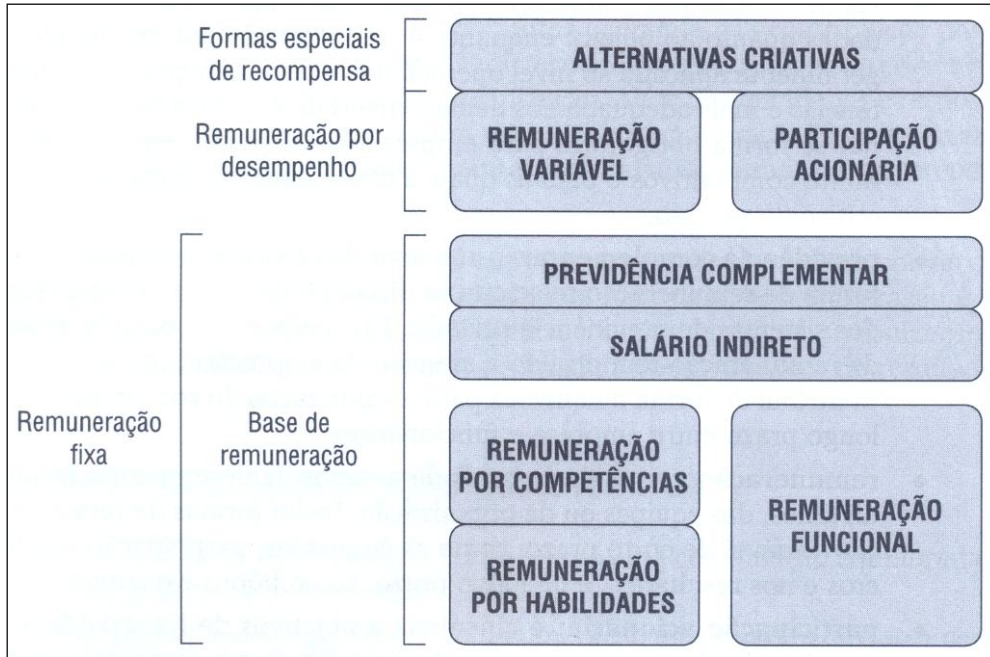 Formas especiais
de recompensa
ALTERNATIVAS CRIATIVAS
Remuneração por
desempenho
REMUNERAÇÃO
VARIÁVEL
PARTICIPAÇÃO
ACIONÁRIA
PREVIDÊNCIA COMPLEMENTAR
SALÁRIO INDIRETO
Remuneração
fixa
Base de
remuneração
REMUNERAÇÃO
POR COMPETÊNCIAS
REMUNERAÇÃO
POR HABILIDADES
REMUNERAÇÃO
FUNCIONAL